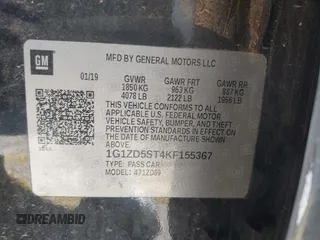 GM
MFD BY GENERAL MOTORS LLC
01/19 GVWR GAWR FRT GAWR RR
1850 KG 963 KG 887 KG
4078 LB 2122 LB 1956 LB
THIS VEHICLE CONFORMS TO ALL
APPLICABLE U.S. FEDERAL MOTOR
VEHICLE SAFETY, BUMPER, AND THEFT
PREVENTION STANDARDS IN EFFECT ON
THE DATE OF MANUFACTURE SHOWN ABOVE.
1G1ZD5ST4KF155367
TYPE: PASS CAR
MODEL: 4712D69
AUTOBIDMASTER